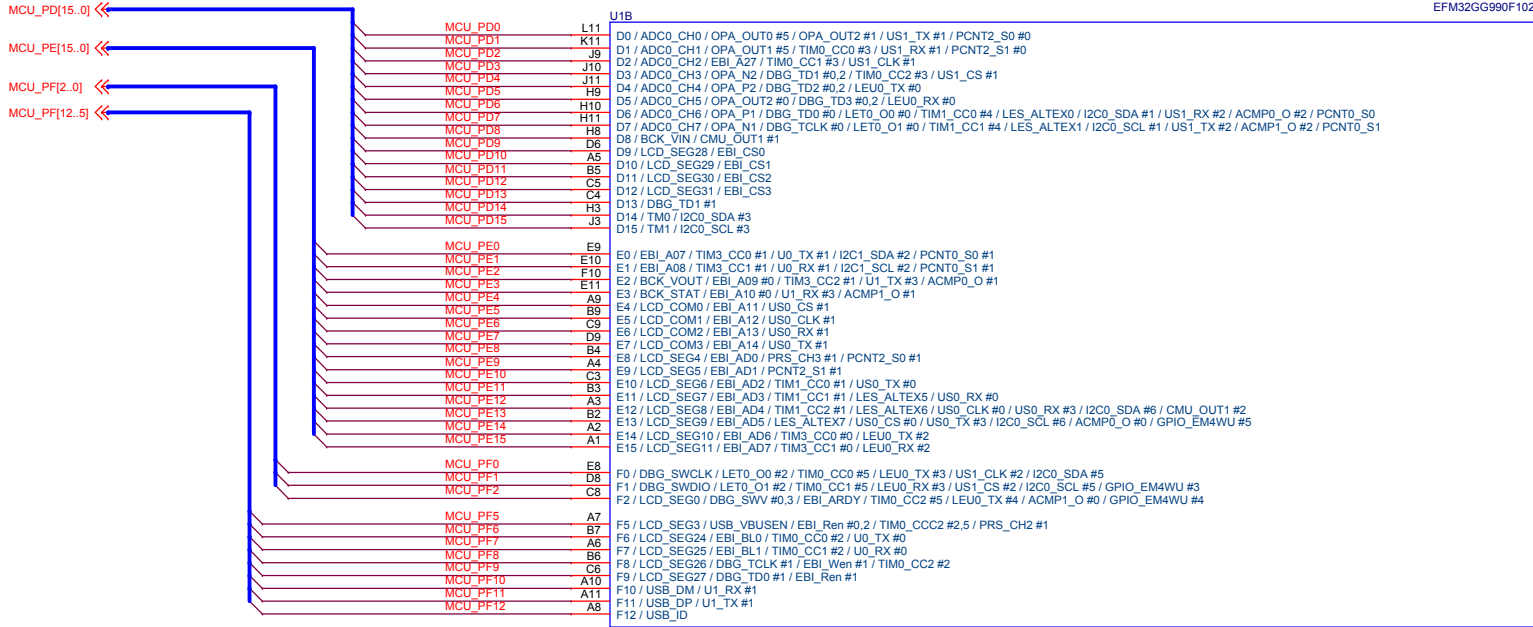 MCU_PD[15..0]
MCU_PE[15..0]
MCU_PF[2..0]
MCU_PF[12..5]
U1B
EFM32GG990F102
MCU_PD0 L11 D0 / ADC0_CH0 / OPA_OUT0 #5 / OPA_OUT2 #1 / US1_TX #1 / PCNT2_S0 #0
MCU_PD1 K11 D1 / ADC0_CH1 / OPA_OUT1 #5 / TIM0_CC0 #3 / US1_RX #1 / PCNT2_S1 #0
MCU_PD2 J9 D2 / ADC0_CH2 / EBI_A27 / TIM0_CC1 #3 / US1_CLK #1
MCU_PD3 J10 D3 / ADC0_CH3 / OPA_N2 / DBG_TD1 #0,2 / TIM0_CC2 #3 / US1_CS #1
MCU_PD4 J11 D4 / ADC0_CH4 / OPA_P2 / DBG_TD2 #0,2 / LEU0_TX #0
MCU_PD5 H9 D5 / ADC0_CH5 / OPA_OUT2 #0 / DBG_TD3 #0,2 / LEU0_RX #0
MCU_PD6 H10 D6 / ADC0_CH6 / OPA_P1 / DBG_TD0 #0 / LET0_O0 #0 / TIM1_CC0 #4 / LES_ALTEX0 / I2C0_SDA #1 / US1_RX #2 / ACMP0_O #2 / PCNT0_S0
MCU_PD7 H11 D7 / ADC0_CH7 / OPA_N1 / DBG_TCLK #0 / LET0_O1 #0 / TIM1_CC1 #4 / LES_ALTEX1 / I2C0_SCL #1 / US1_TX #2 / ACMP1_O #2 / PCNT0_S1
MCU_PD8 H8 D8 / BCK_VIN / CMU_OUT1 #1
MCU_PD9 D6 D9 / LCD_SEG28 / EBI_CS0
MCU_PD10 A5 D10 / LCD_SEG29 / EBI_CS1
MCU_PD11 B5 D11 / LCD_SEG30 / EBI_CS2
MCU_PD12 C5 D12 / LCD_SEG31 / EBI_CS3
MCU_PD13 C4 D13 / DBG_TD1 #1
MCU_PD14 H3 D14 / TM0 / I2C0_SDA #3
MCU_PD15 J3 D15 / TM1 / I2C0_SCL #3
MCU_PE0 E9 E0 / EBI_A07 / TIM3_CC0 #1 / U0_TX #1 / I2C1_SDA #2 / PCNT0_S0 #1
MCU_PE1 E10 E1 / EBI_A08 / TIM3_CC1 #1 / U0_RX #1 / I2C1_SCL #2 / PCNT0_S1 #1
MCU_PE2 F10 E2 / BCK_VOUT / EBI_A09 #0 / TIM3_CC2 #1 / U1_TX #3 / ACMP0_O #1
MCU_PE3 E11 E3 / BCK_STAT / EBI_A10 #0 / U1_RX #3 / ACMP1_O #1
MCU_PE4 A9 E4 / LCD_COM0 / EBI_A11 / US0_CS #1
MCU_PE5 B9 E5 / LCD_COM1 / EBI_A12 / US0_CLK #1
MCU_PE6 C9 E6 / LCD_COM2 / EBI_A13 / US0_RX #1
MCU_PE7 D9 E7 / LCD_COM3 / EBI_A14 / US0_TX #1
MCU_PE8 B4 E8 / LCD_SEG4 / EBI_AD0 / PRS_CH3 #1 / PCNT2_S0 #1
MCU_PE9 A4 E9 / LCD_SEG5 / EBI_AD1 / PCNT2_S1 #1
MCU_PE10 C3 E10 / LCD_SEG6 / EBI_AD2 / TIM1_CC0 #1 / US0_TX #0
MCU_PE11 B3 E11 / LCD_SEG7 / EBI_AD3 / TIM1_CC1 #1 / LES_ALTEX5 / US0_RX #0
MCU_PE12 A3 E12 / LCD_SEG8 / EBI_AD4 / TIM1_CC2 #1 / LES_ALTEX6 / US0_CLK #0 / US0_RX #3 / I2C0_SDA #6 / CMU_OUT1 #2
MCU_PE13 B2 E13 / LCD_SEG9 / EBI_AD5 / LES_ALTEX7 / US0_CS #0 / US0_TX #3 / I2C0_SCL #6 / ACMP0_O #0 / GPIO_EM4WU #5
MCU_PE14 A2 E14 / LCD_SEG10 / EBI_AD6 / TIM3_CC0 #0 / LEU0_TX #2
MCU_PE15 A1 E15 / LCD_SEG11 / EBI_AD7 / TIM3_CC1 #0 / LEU0_RX #2
MCU_PF0 E8 F0 / DBG_SWCLK / LET0_O0 #2 / TIM0_CC0 #5 / LEU0_TX #3 / US1_CLK #2 / I2C0_SDA #5
MCU_PF1 D8 F1 / DBG_SWDIO / LET0_O1 #2 / TIM0_CC1 #5 / LEU0_RX #3 / US1_CS #2 / I2C0_SCL #5 / GPIO_EM4WU #3
MCU_PF2 C8 F2 / LCD_SEG0 / DBG_SWV #0,3 / EBI_ARDY / TIM0_CC2 #5 / LEU0_TX #4 / ACMP1_O #0 / GPIO_EM4WU #4
MCU_PF5 A7 F5 / LCD_SEG3 / USB_VBUSEN / EBI_Ren #0,2 / TIM0_CCC2 #2,5 / PRS_CH2 #1
MCU_PF6 B7 F6 / LCD_SEG24 / EBI_BL0 / TIM0_CC0 #2 / U0_TX #0
MCU_PF7 A6 F7 / LCD_SEG25 / EBI_BL1 / TIM0_CC1 #2 / U0_RX #0
MCU_PF8 B6 F8 / LCD_SEG26 / DBG_TCLK #1 / EBI_Wen #1 / TIM0_CC2 #2
MCU_PF9 C6 F9 / LCD_SEG27 / DBG_TD0 #1 / EBI_Ren #1
MCU_PF10 A10 F10 / USB_DM / U1_RX #1
MCU_PF11 A11 F11 / USB_DP / U1_TX #1
MCU_PF12 A8 F12 / USB_ID